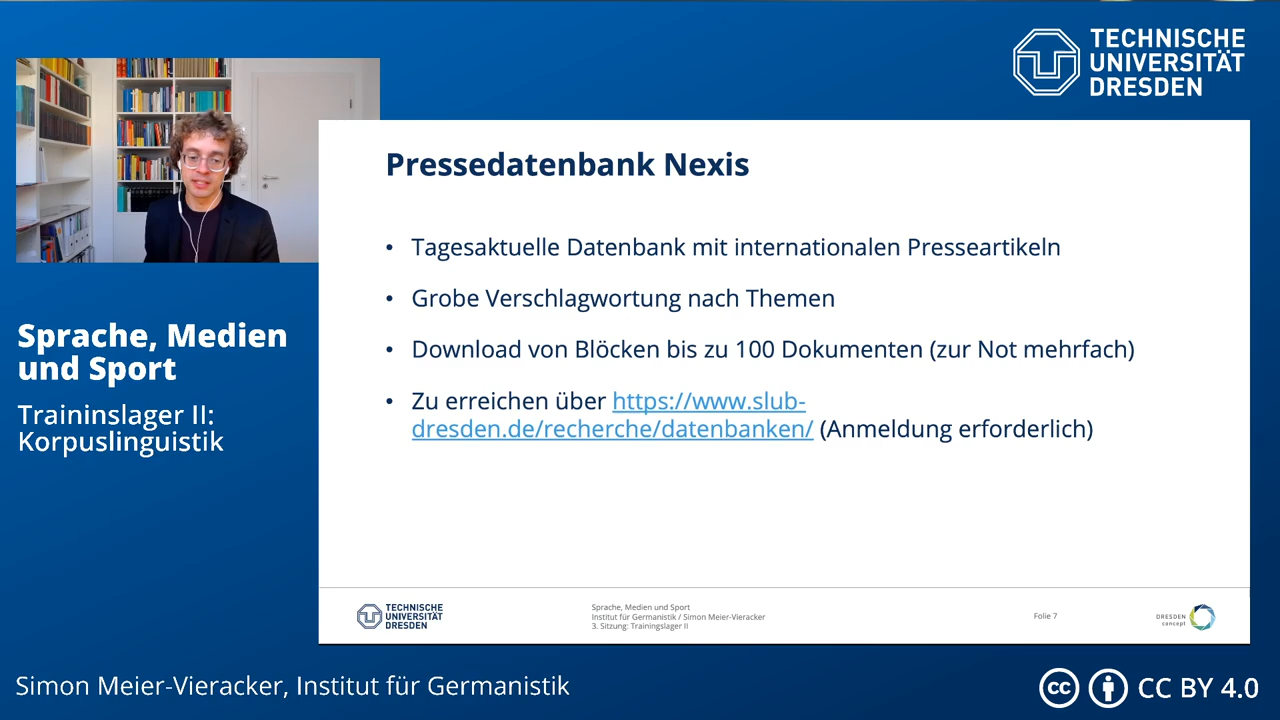 TECHNISCHE
UNIVERSITÄT
DRESDEN
Pressedatenbank Nexis
• Tagesaktuelle Datenbank mit internationalen Presseartikeln
• Grobe Verschlagwortung nach Themen
• Download von Blöcken bis zu 100 Dokumenten (zur Not mehrfach)
• Zu erreichen über https://www.slub-
dresden.de/recherche/datenbanken/ (Anmeldung erforderlich)
Sprache, Medien
und Sport
Traininslager II:
Korpuslinguistik
TECHNISCHE
UNIVERSITÄT
DRESDEN
Sprache, Medien und Sport
Institut für Germanistik / Simon Meier-Vieracker
3. Sitzung: Trainingslager II
Folie 7
DRESDEN
concept
Simon Meier-Vieracker, Institut für Germanistik
cc CC BY 4.0